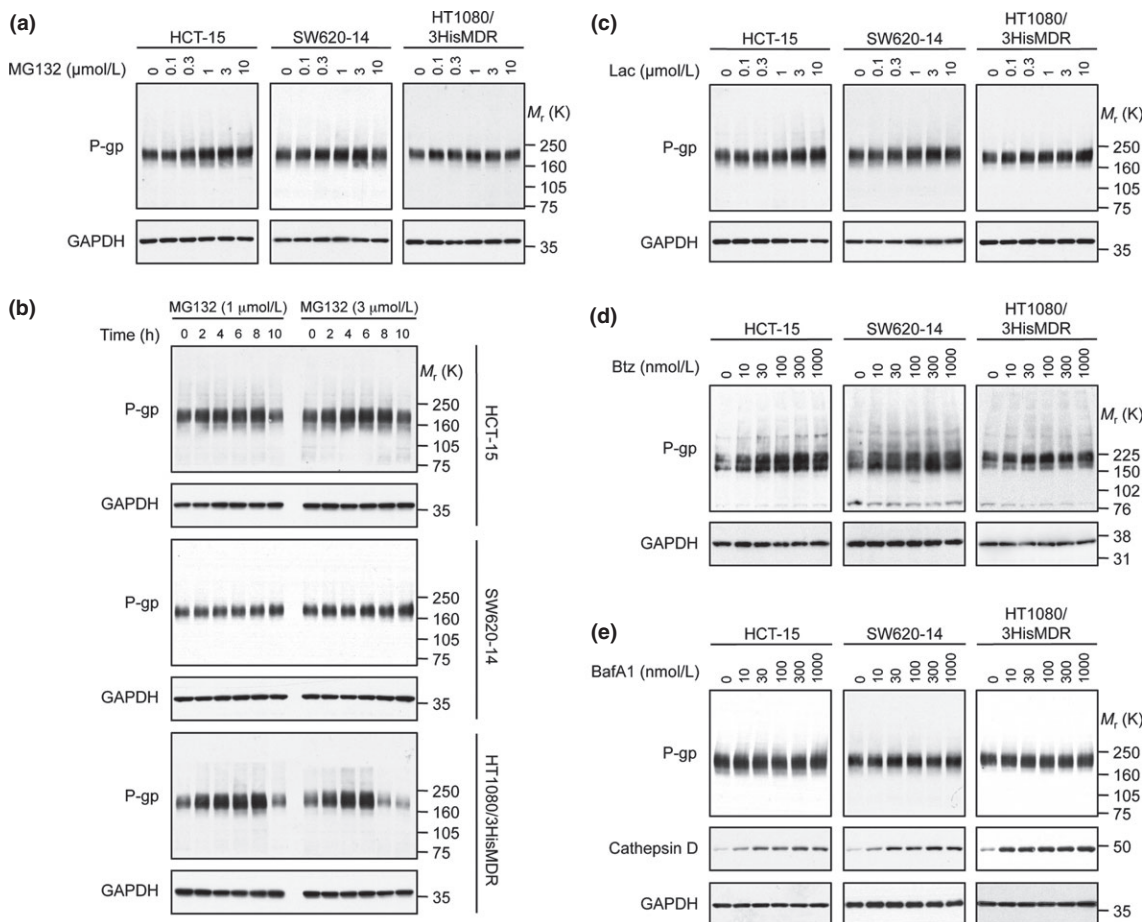 (a)
HCT-15 SW620-14 HT1080/
3HisMDR
MG132 (µmol/L) 0 0.1 0.3 1 3 10 0 0.1 0.3 1 3 10 0 0.1 0.3 1 3 10
Mr (K)
P-gp
250
160
105
75
GAPDH
35
(b)
MG132 (1 µmol/L) MG132 (3 µmol/L)
Time (h) 0 2 4 6 8 10 0 2 4 6 8 10
Mr (K)
P-gp
250
160
105
75
GAPDH
35
HCT-15
P-gp
250
160
105
75
GAPDH
35
SW620-14
P-gp
250
160
105
75
GAPDH
35
HT1080/3HisMDR
(c)
HCT-15 SW620-14 HT1080/
3HisMDR
Lac (µmol/L) 0 0.1 0.3 1 3 10 0 0.1 0.3 1 3 10 0 0.1 0.3 1 3 10
Mr (K)
P-gp
250
160
105
75
GAPDH
35
(d)
HCT-15 SW620-14 HT1080/
3HisMDR
Btz (nmol/L) 0 10 30 100 300 1000 0 10 30 100 300 1000 0 10 30 100 300 1000
Mr (K)
P-gp
225
150
102
76
GAPDH
38
31
(e)
HCT-15 SW620-14 HT1080/
3HisMDR
BafA1 (nmol/L) 0 10 30 100 300 1000 0 10 30 100 300 1000 0 10 30 100 300 1000
Mr (K)
P-gp
250
160
105
75
Cathepsin D
50
GAPDH
35